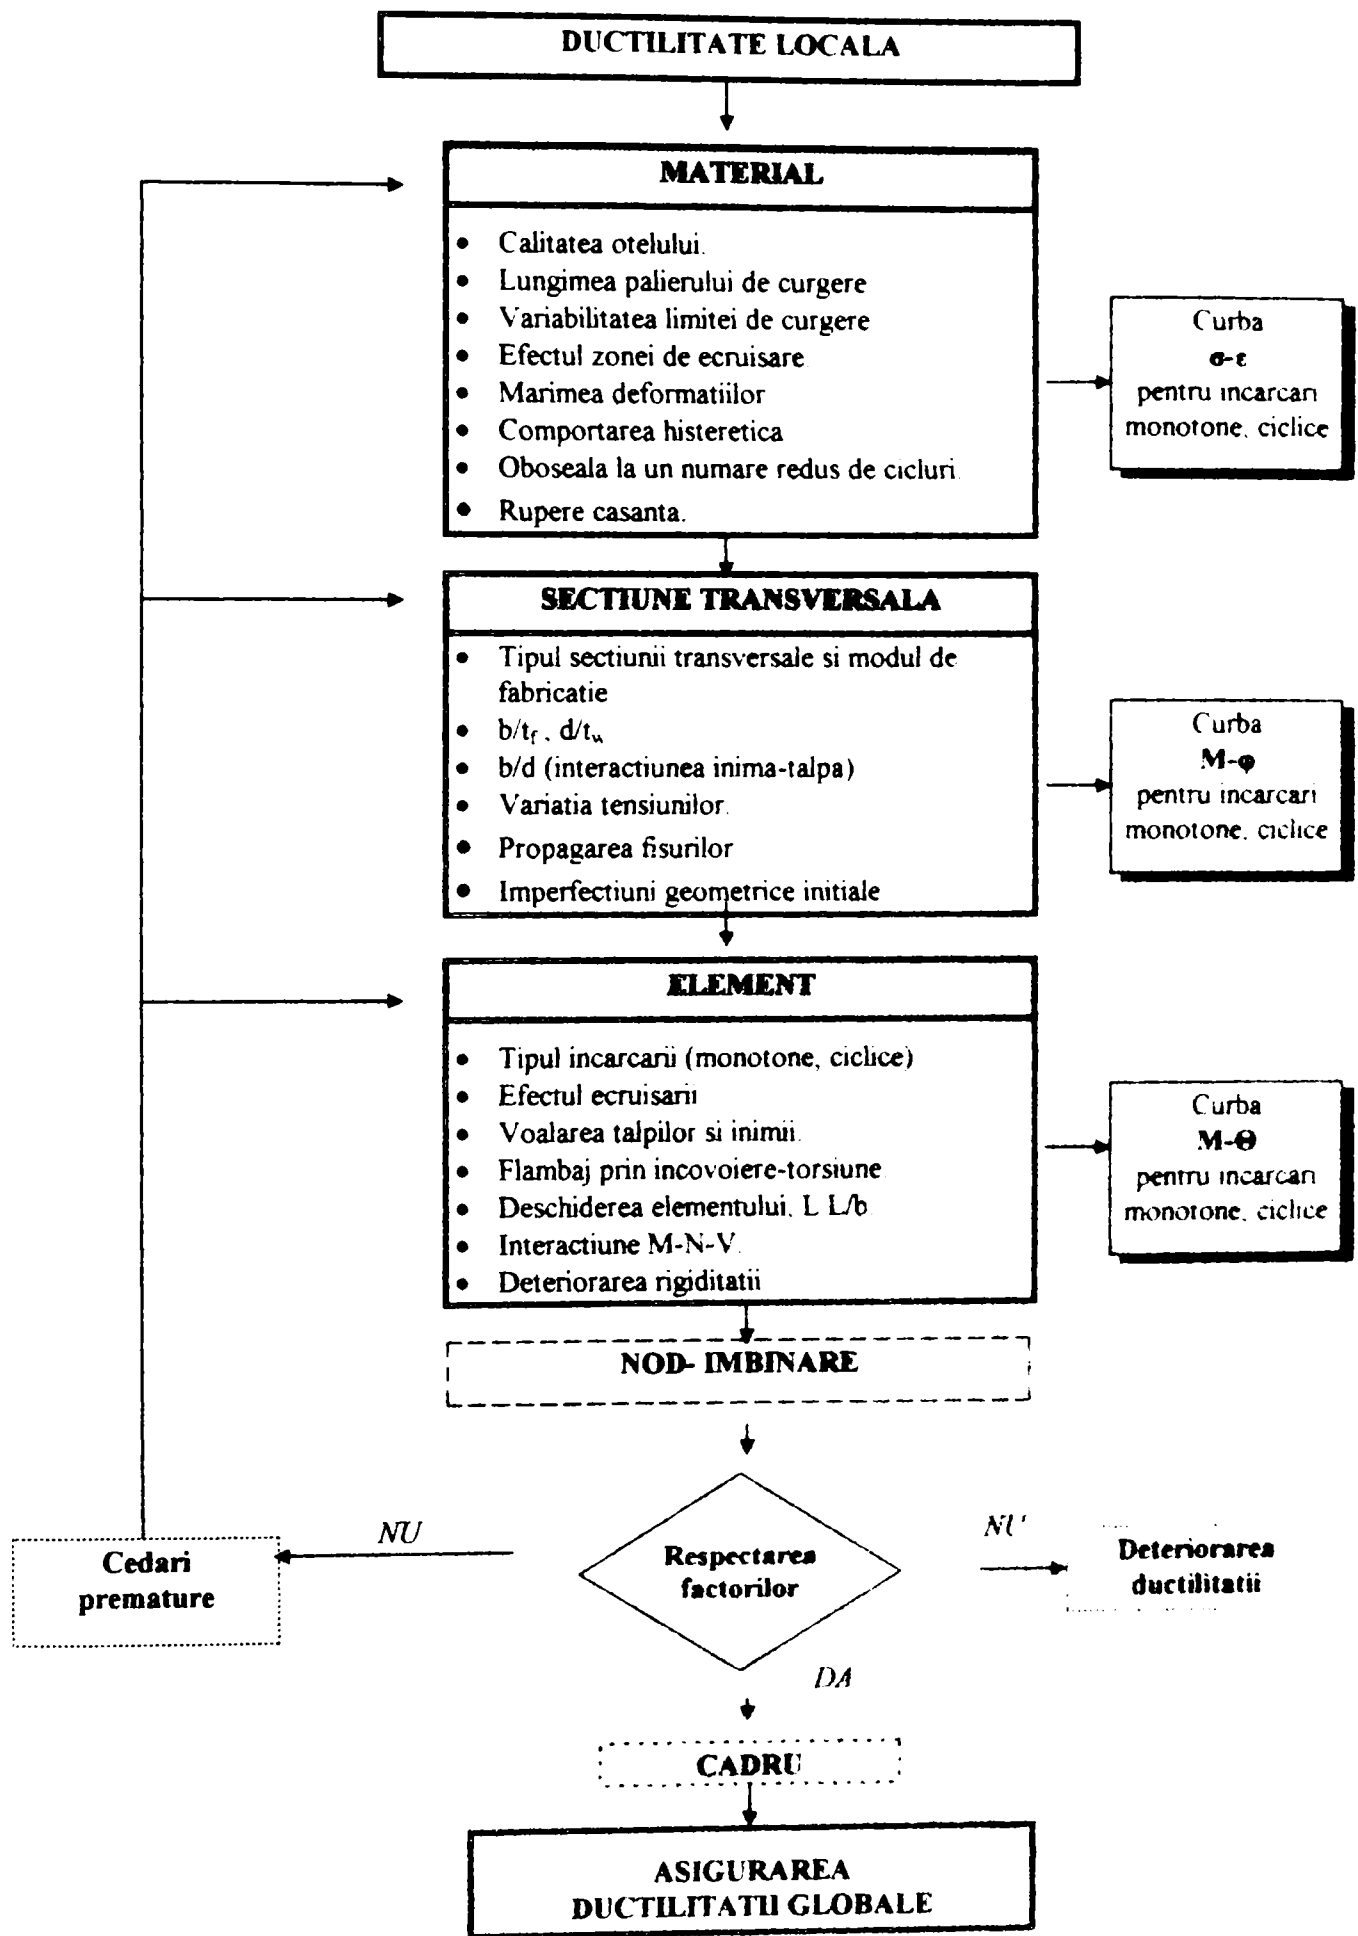 DUCTILITATE LOCALA
MATERIAL
• Calitatea otelului.
• Lungimea palierului de curgere
• Variabilitatea limitei de curgere
• Efectul zonei de ecruisare
• Marimea deformatiilor
• Comportarea histeretica
• Oboseala la un numare redus de cicluri.
• Rupere casanta.
Curba
σ-ε
pentru incarcari
monotone, ciclice
SECTIUNE TRANSVERSALA
• Tipul sectiunii transversale si modul de
fabricatie
• b/tf, d/tw
• b/d (interactiunea inima-talpa)
• Variatia tensiunilor.
• Propagarea fisurilor
• Imperfectiuni geometrice initiale
Curba
M-φ
pentru incarcari
monotone, ciclice
ELEMENT
• Tipul incarcarii (monotone, ciclice)
• Efectul ecruisarii
• Voalarea talpilor si inimii.
• Flambaj prin incovoiere-torsiune
• Deschiderea elementului, L L/b
• Interactiune M-N-V.
• Deteriorarea rigiditatii
Curba
M-Θ
pentru incarcari
monotone, ciclice
NOD- IMBINARE
NU
NU
Cedari
premature
Respectarea
factorilor
Deteriorarea
ductilitatii
DA
CADRU
ASIGURAREA
DUCTILITATII GLOBALE